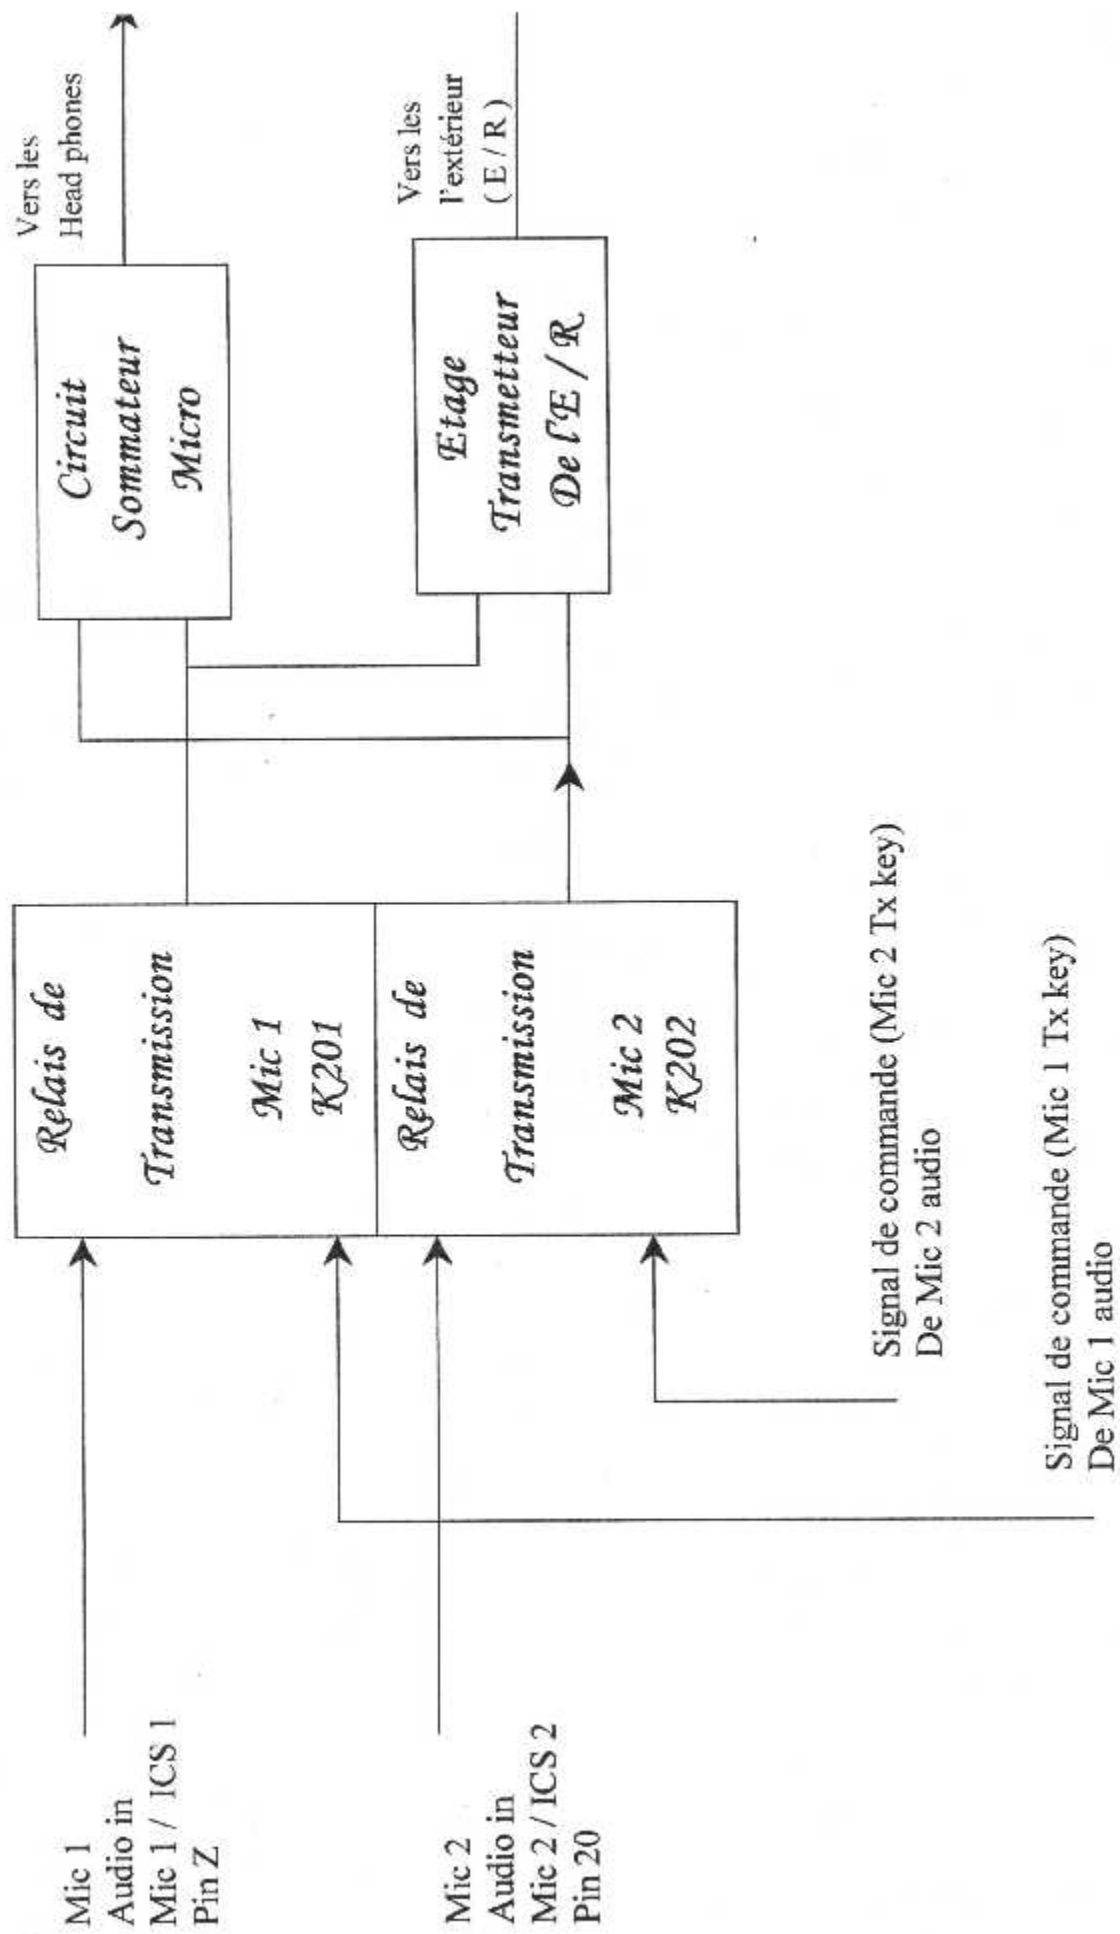 Mic 1
Audio in
Mic 1 / ICS 1
Pin Z
Mic 2
Audio in
Mic 2 / ICS 2
Pin 20
Relais de
Transmission
Mic 1
K201
Relais de
Transmission
Mic 2
K202
Signal de commande (Mic 2 Tx key)
De Mic 2 audio
Signal de commande (Mic 1 Tx key)
De Mic 1 audio
Circuit
Sommateur
Micro
Vers les
Head phones
Etage
Transmetteur
De l'E / R
Vers les
l'extérieur
( E / R )